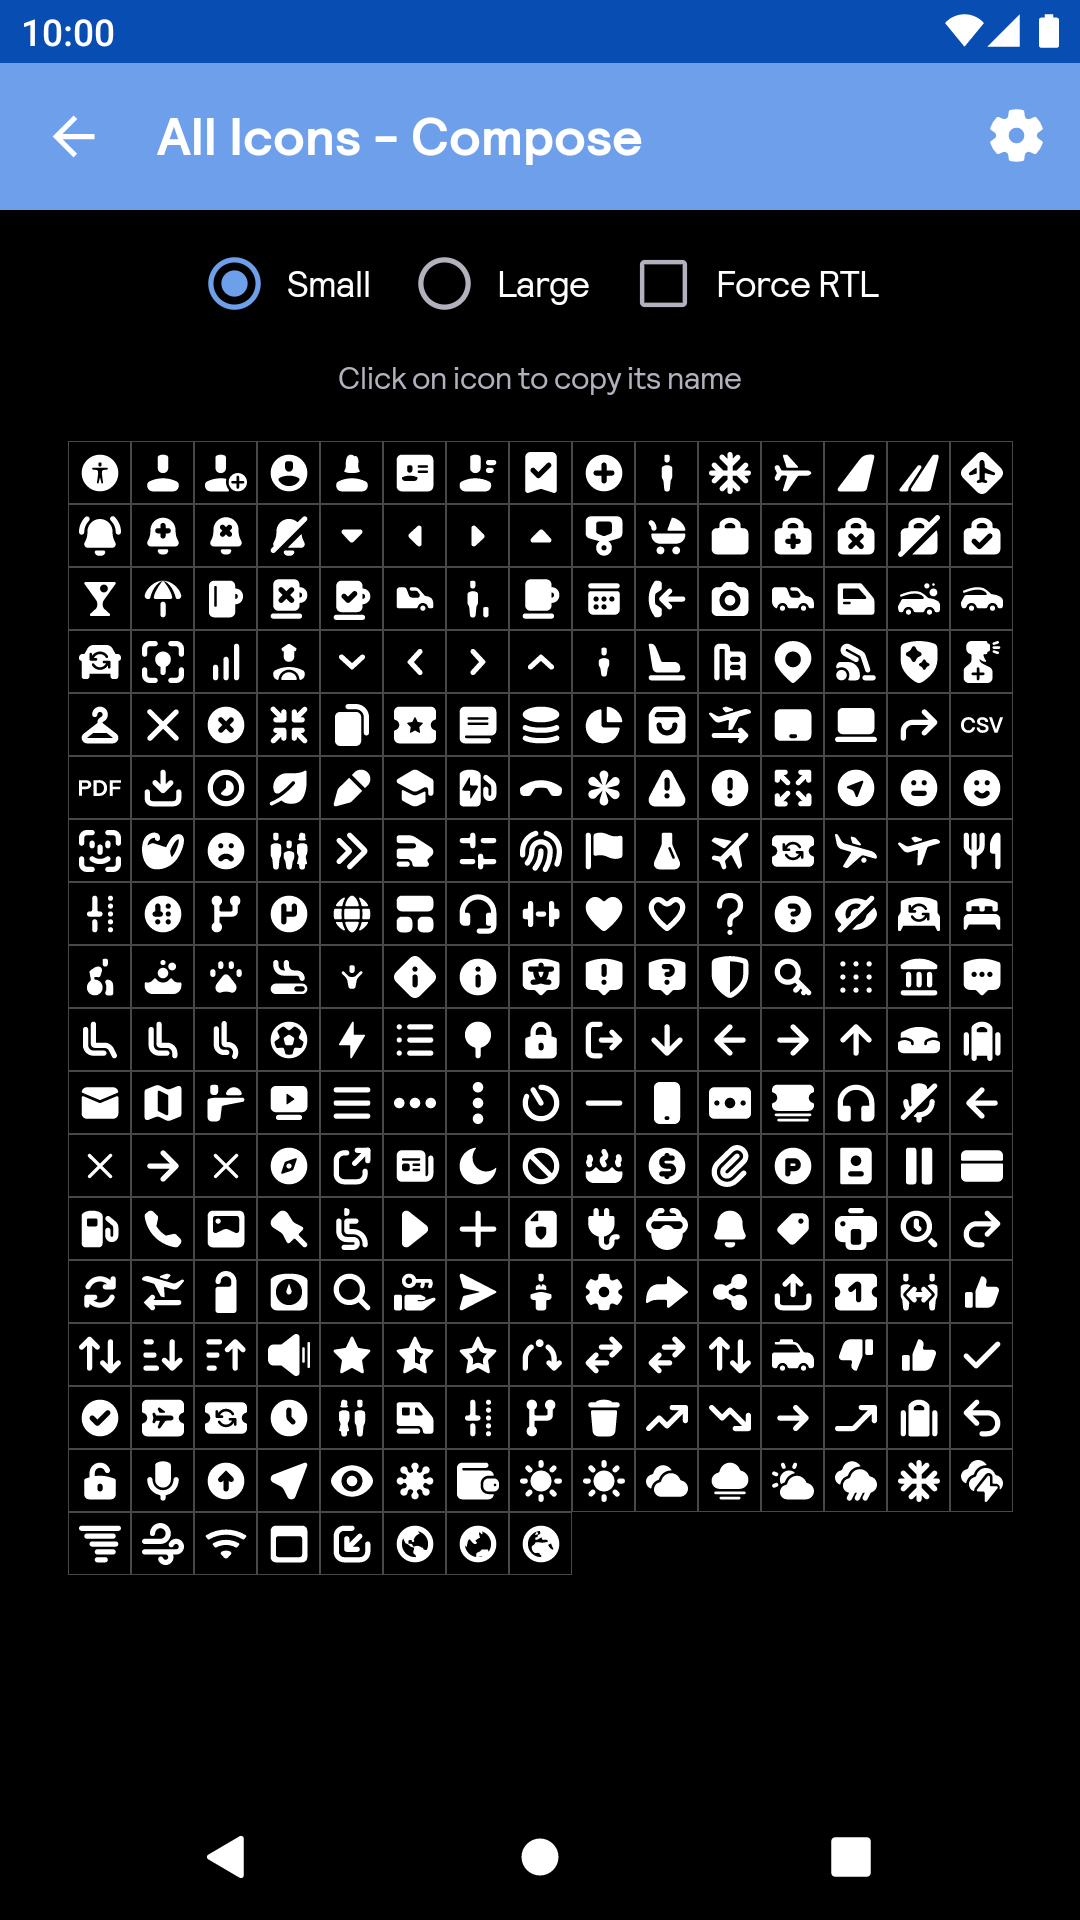 10:00
All Icons - Compose
Small
Large
Force RTL
Click on icon to copy its name
CSV
PDF